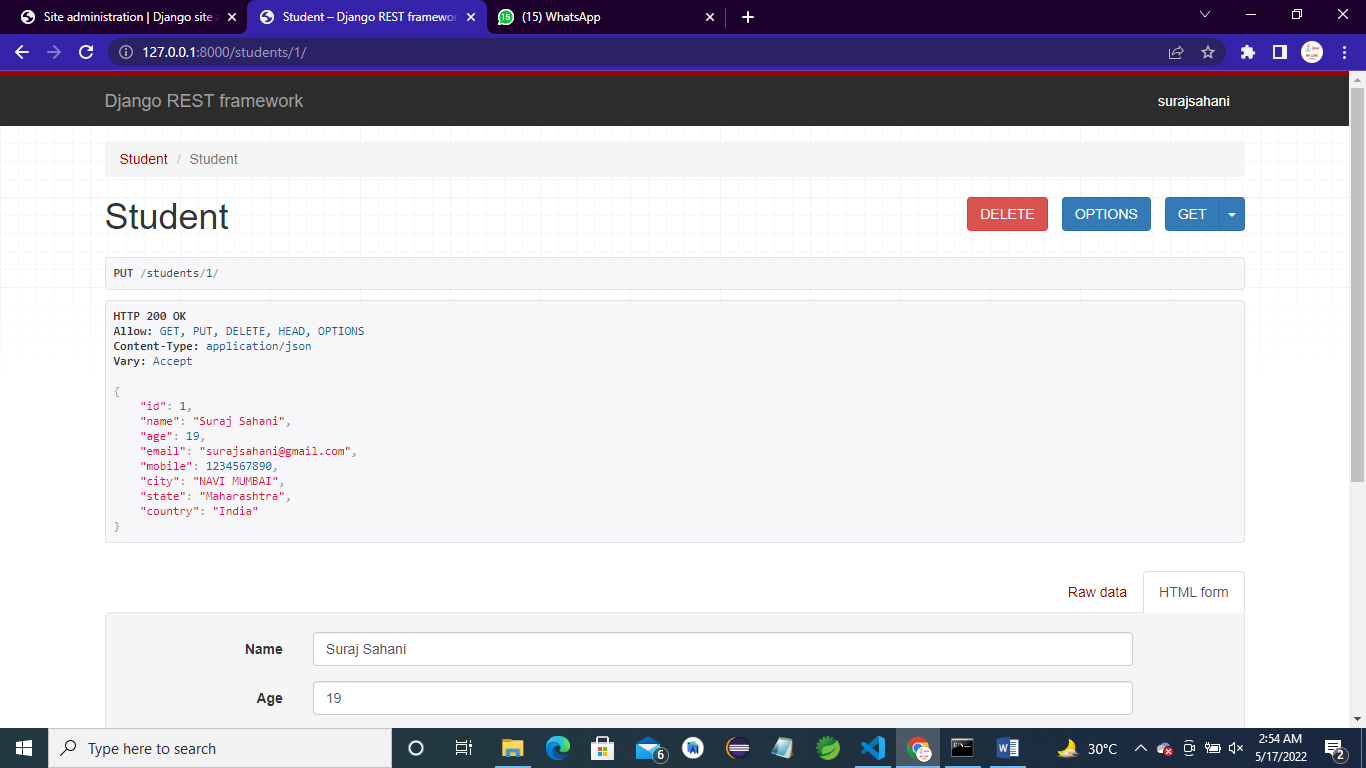 Site administration | Django site a
Student – Django REST framewor
15
(15) WhatsApp
127.0.0.1:8000/students/1/
Django REST framework
surajsahani
Student / Student
Student
DELETE
OPTIONS
GET
PUT /students/1/
HTTP 200 OK
Allow: GET, PUT, DELETE, HEAD, OPTIONS
Content-Type: application/json
Vary: Accept
{
"id": 1,
"name": "Suraj Sahani",
"age": 19,
"email": "surajsahani@gmail.com",
"mobile": 1234567890,
"city": "NAVI MUMBAI",
"state": "Maharashtra",
"country": "India"
}
Raw data
HTML form
Name
Suraj Sahani
Age
19
Type here to search
6
30°C
2:54 AM
5/17/2022
2